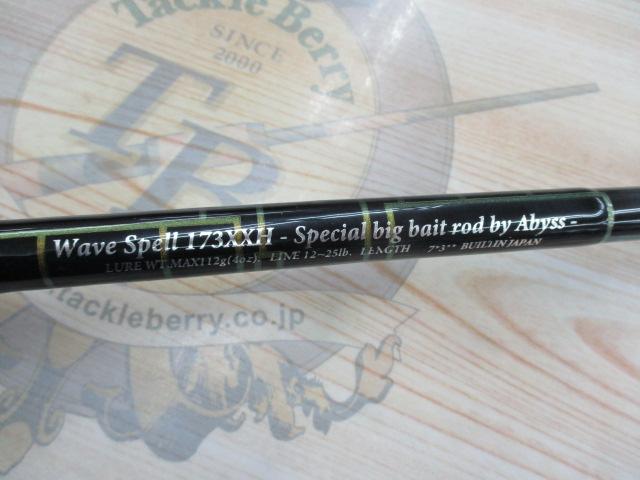 Tackle Berry
SINCE
2000
TB
Wave Spell 173XXH - Special big bait rod by Abyss -
LURE WT.MAX112g(4oz). LINE 12-25lb. LENGTH 7'3" BUILT IN JAPAN
tackleberry.co.jp